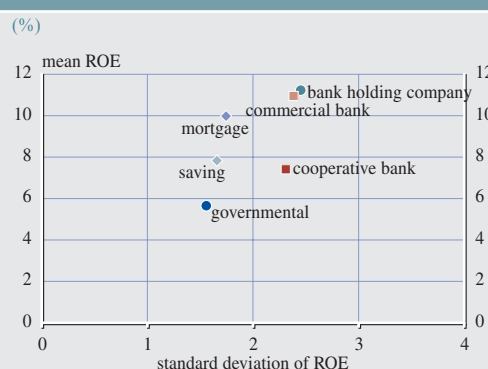 (%)
mean ROE
12 12
bank holding company
10 10
commercial bank
mortgage
8 8
saving
cooperative bank
6 6
governmental
4 4
2 2
0 0
0 1 2 3 4
standard deviation of ROE